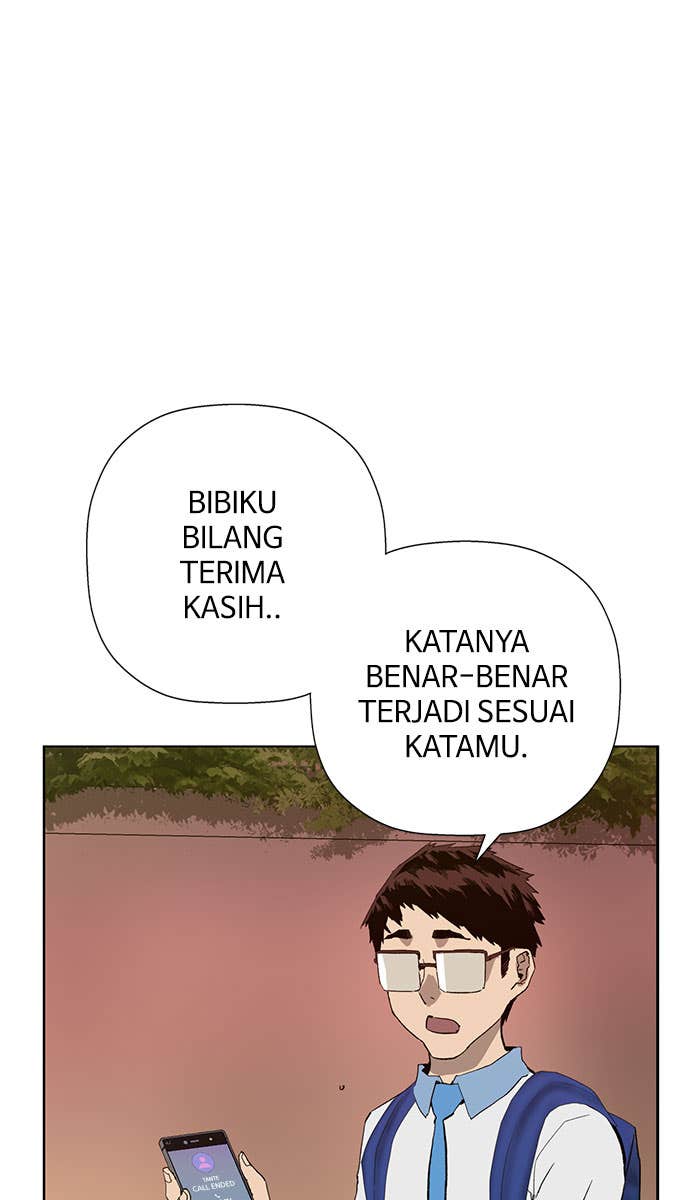 BIBIKU
BILANG
TERIMA
KASIH..
KATANYA
BENAR-BENAR
TERJADI SESUAI
KATAMU.
CALL ENDED